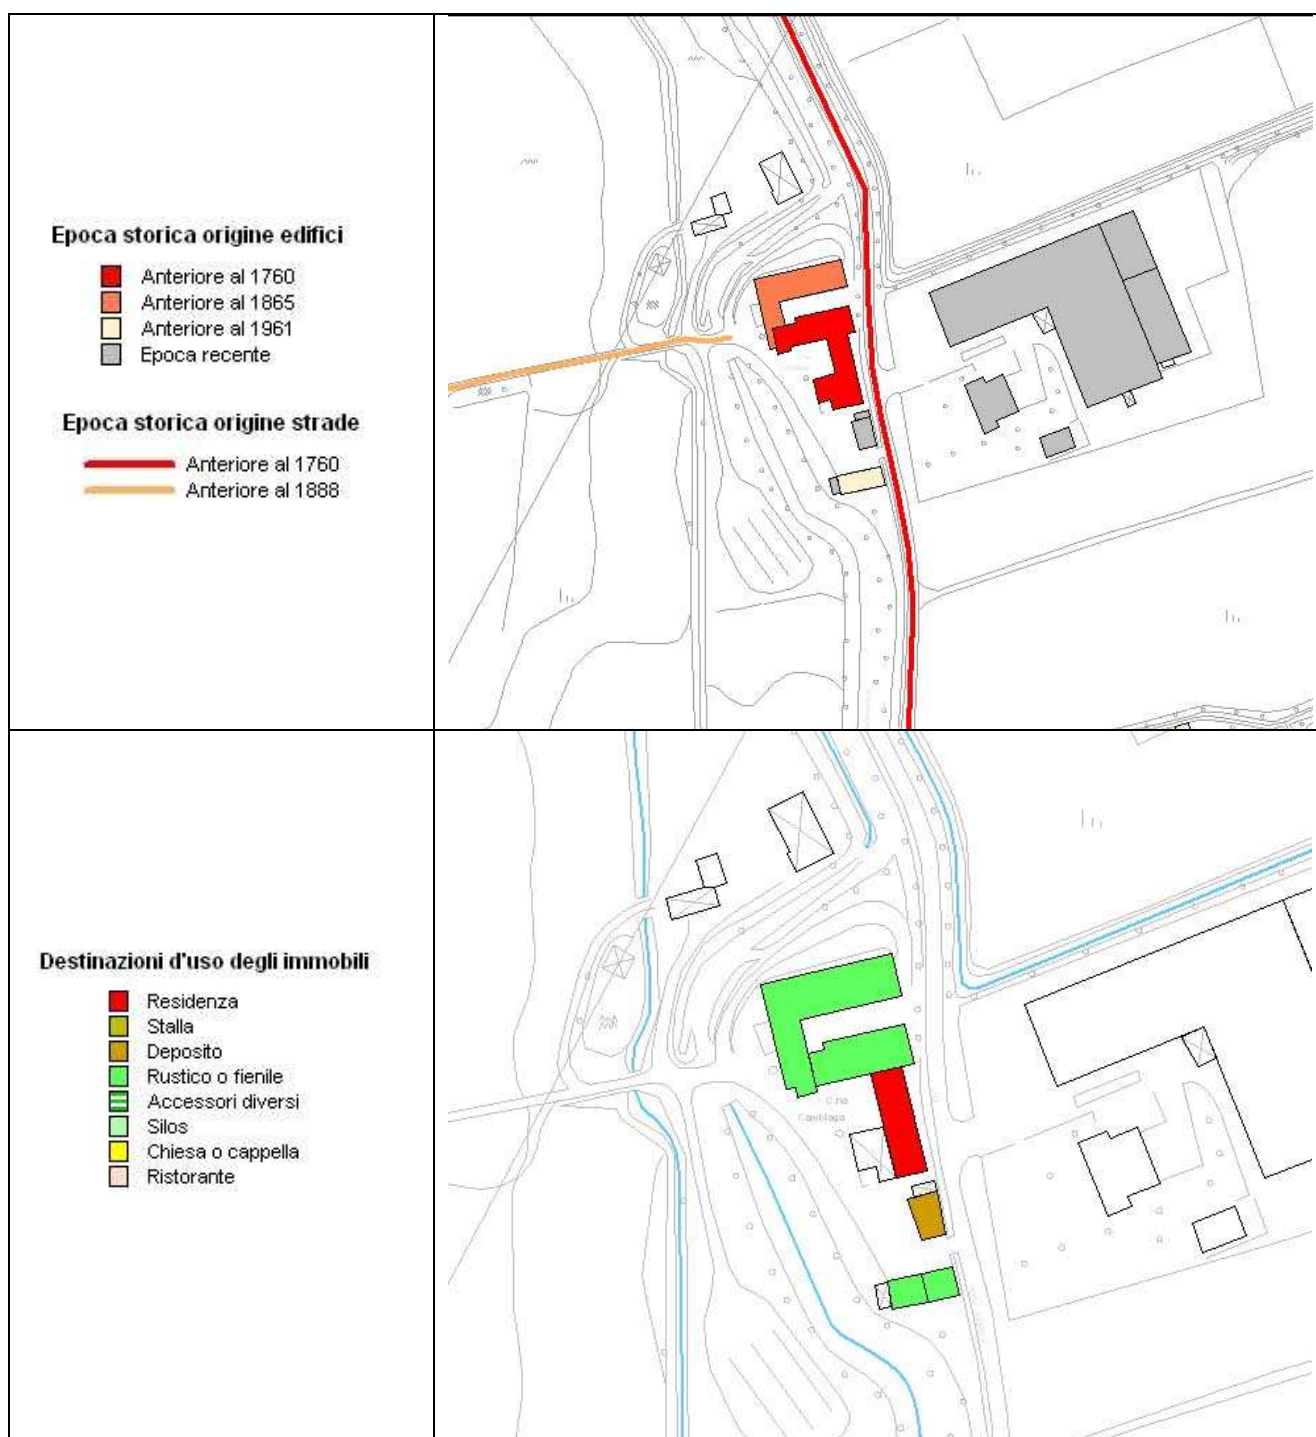 Epoca storica origine edifici
Anteriore al 1760
Anteriore al 1865
Anteriore al 1961
Epoca recente
Epoca storica origine strade
Anteriore al 1760
Anteriore al 1888
Destinazioni d'uso degli immobili
Residenza
Stalla
Deposito
Rustico o fienile
Accessori diversi
Silos
Chiesa o cappella
Ristorante
C.na